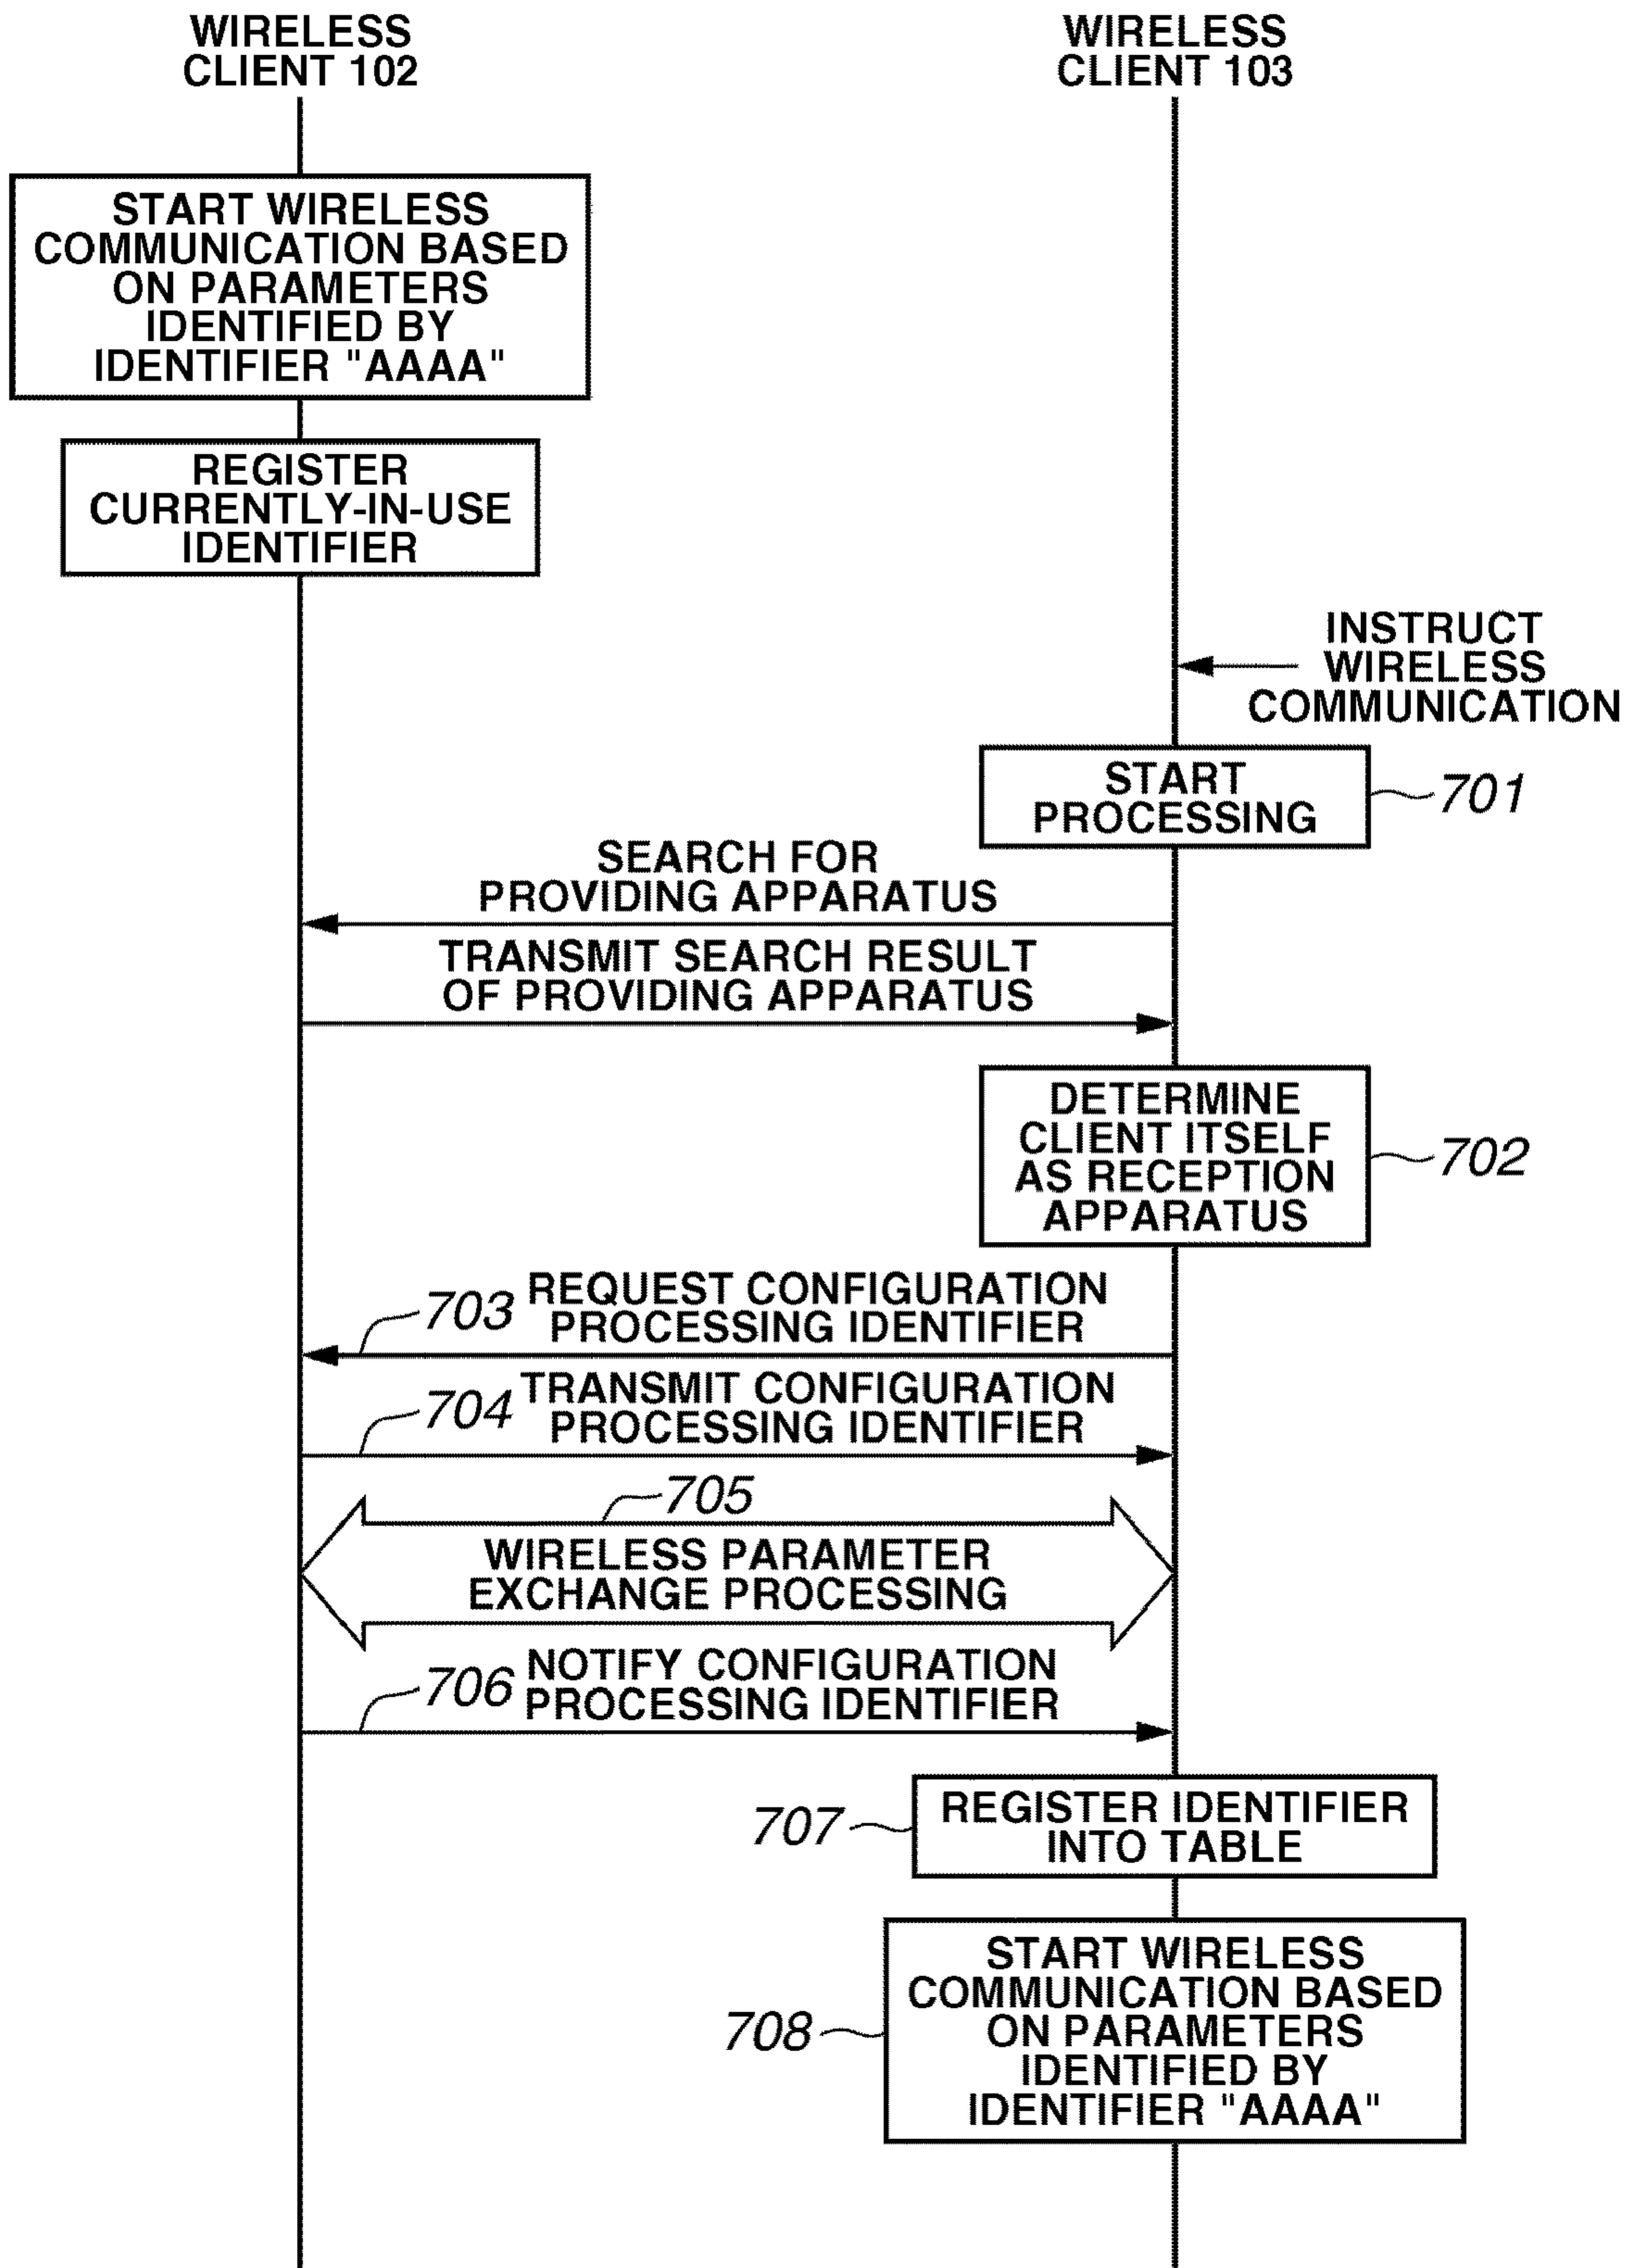 WIRELESS
CLIENT 102
WIRELESS
CLIENT 103
START WIRELESS
COMMUNICATION BASED
ON PARAMETERS
IDENTIFIED BY
IDENTIFIER "AAAA"
REGISTER
CURRENTLY-IN-USE
IDENTIFIER
INSTRUCT
WIRELESS
COMMUNICATION
START
PROCESSING
701
SEARCH FOR
PROVIDING APPARATUS
TRANSMIT SEARCH RESULT
OF PROVIDING APPARATUS
DETERMINE
CLIENT ITSELF
AS RECEPTION
APPARATUS
702
703
REQUEST CONFIGURATION
PROCESSING IDENTIFIER
704
TRANSMIT CONFIGURATION
PROCESSING IDENTIFIER
705
WIRELESS PARAMETER
EXCHANGE PROCESSING
706
NOTIFY CONFIGURATION
PROCESSING IDENTIFIER
707
REGISTER IDENTIFIER
INTO TABLE
708
START WIRELESS
COMMUNICATION BASED
ON PARAMETERS
IDENTIFIED BY
IDENTIFIER "AAAA"